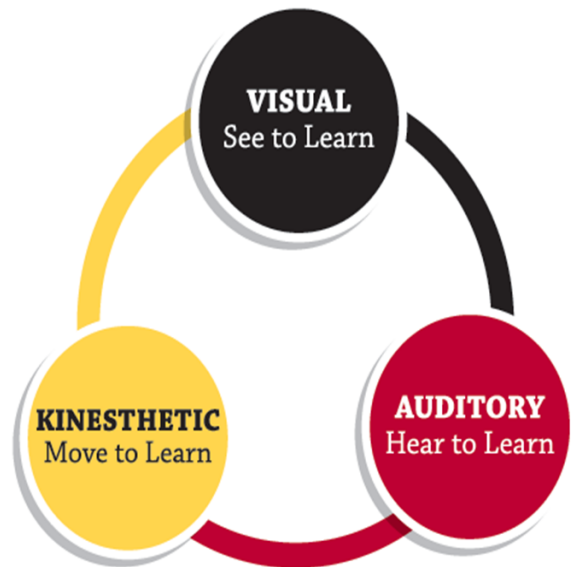 VISUAL
See to Learn
KINESTHETIC
Move to Learn
AUDITORY
Hear to Learn